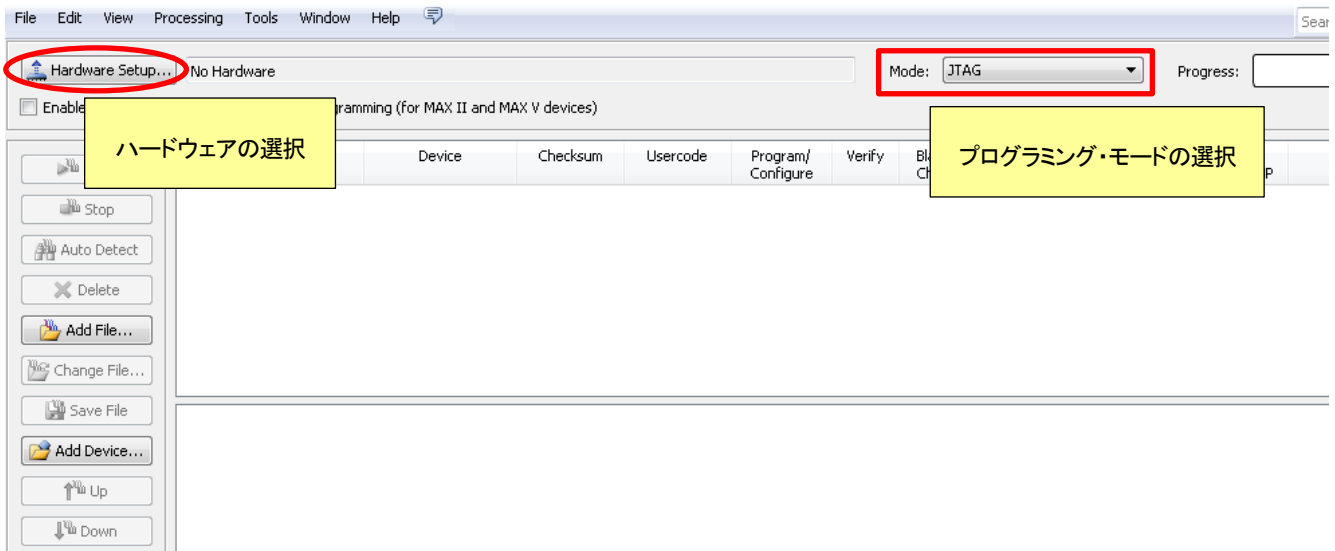 File Edit View Processing Tools Window Help
Sear
Hardware Setup... No Hardware
Mode: JTAG
Progress:
Enable
gramming (for MAX II and MAX V devices)
ハードウェアの選択
プログラミング・モードの選択
Device Checksum Usercode Program/ Verify
Configure
Stop
Auto Detect
Delete
Add File...
Change File...
Save File
Add Device...
Up
Down